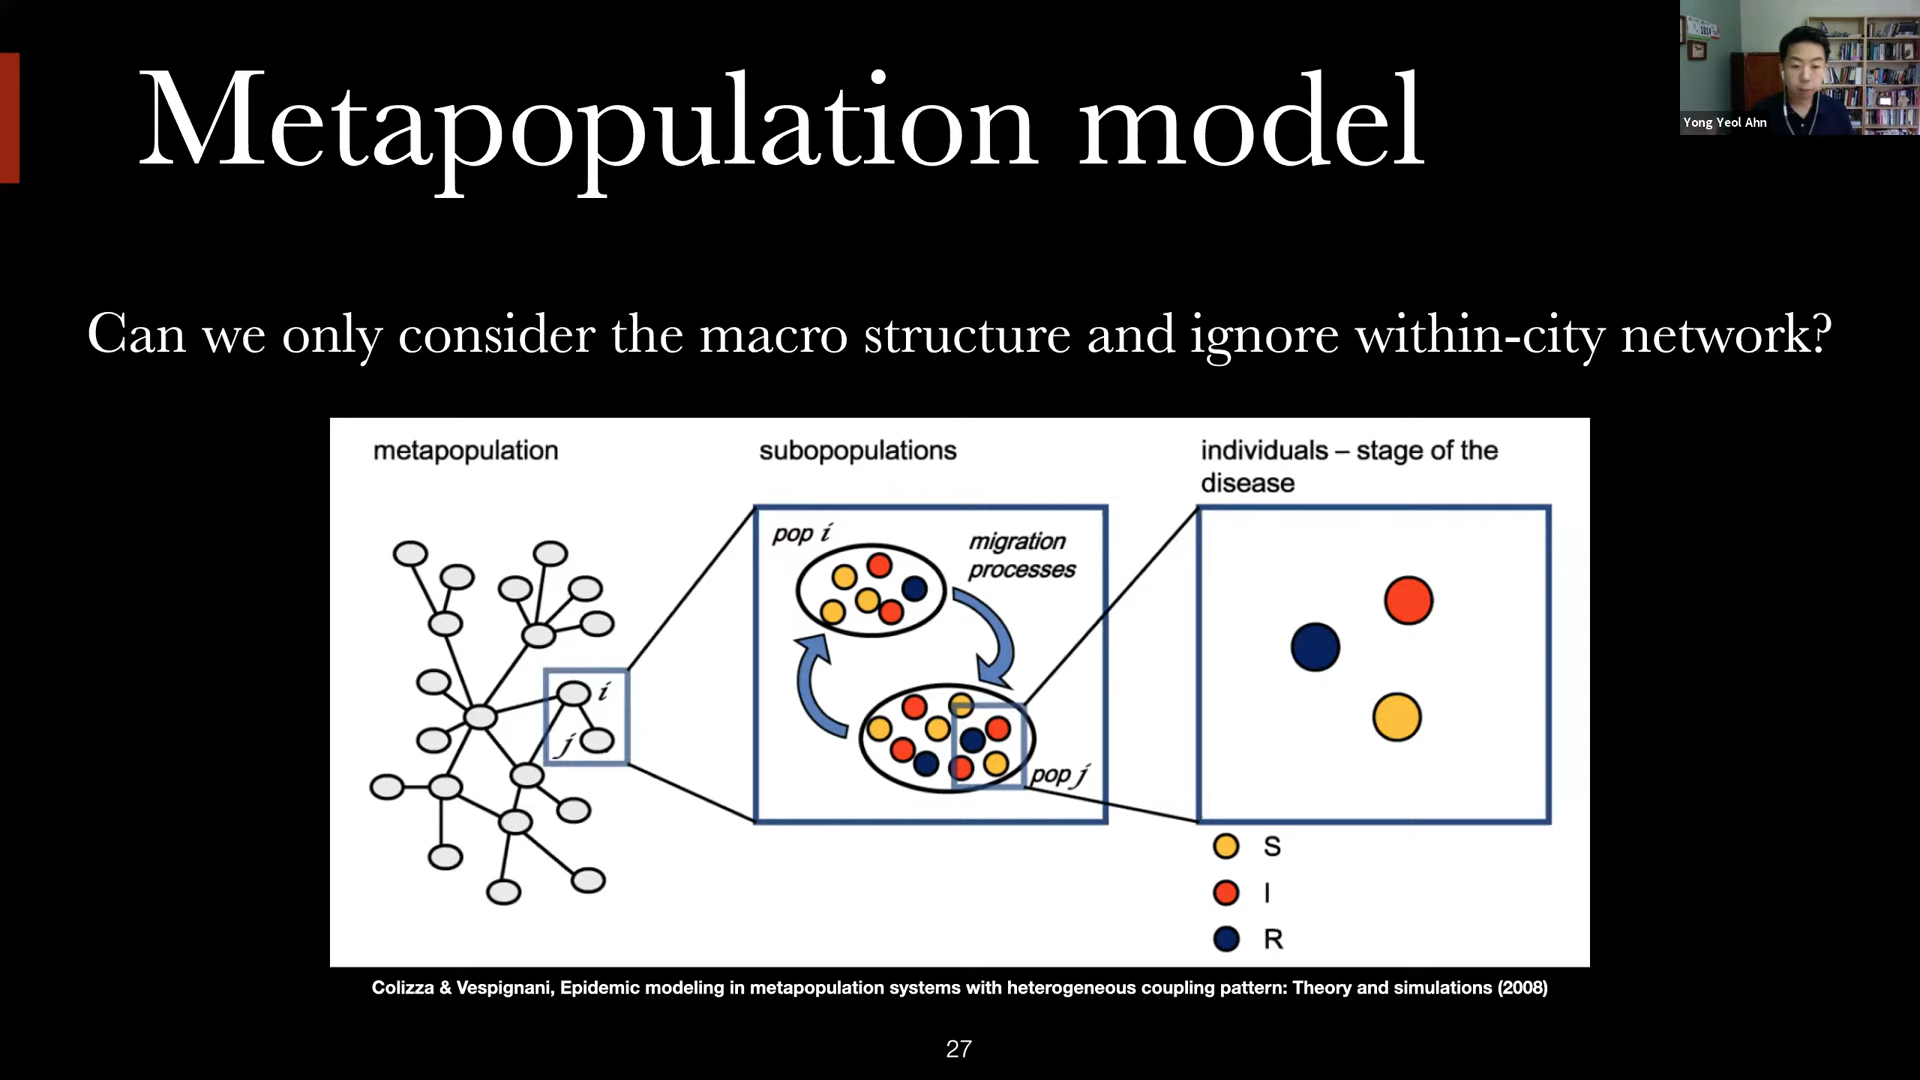 Metapopulation model
Yong Yeol Ahn
Can we only consider the macro structure and ignore within-city network?
metapopulation
subopopulations
individuals – stage of the
disease
pop i
migration
processes
i
j
pop j
S
I
R
Colizza & Vespignani, Epidemic modeling in metapopulation systems with heterogeneous coupling pattern: Theory and simulations (2008)
27